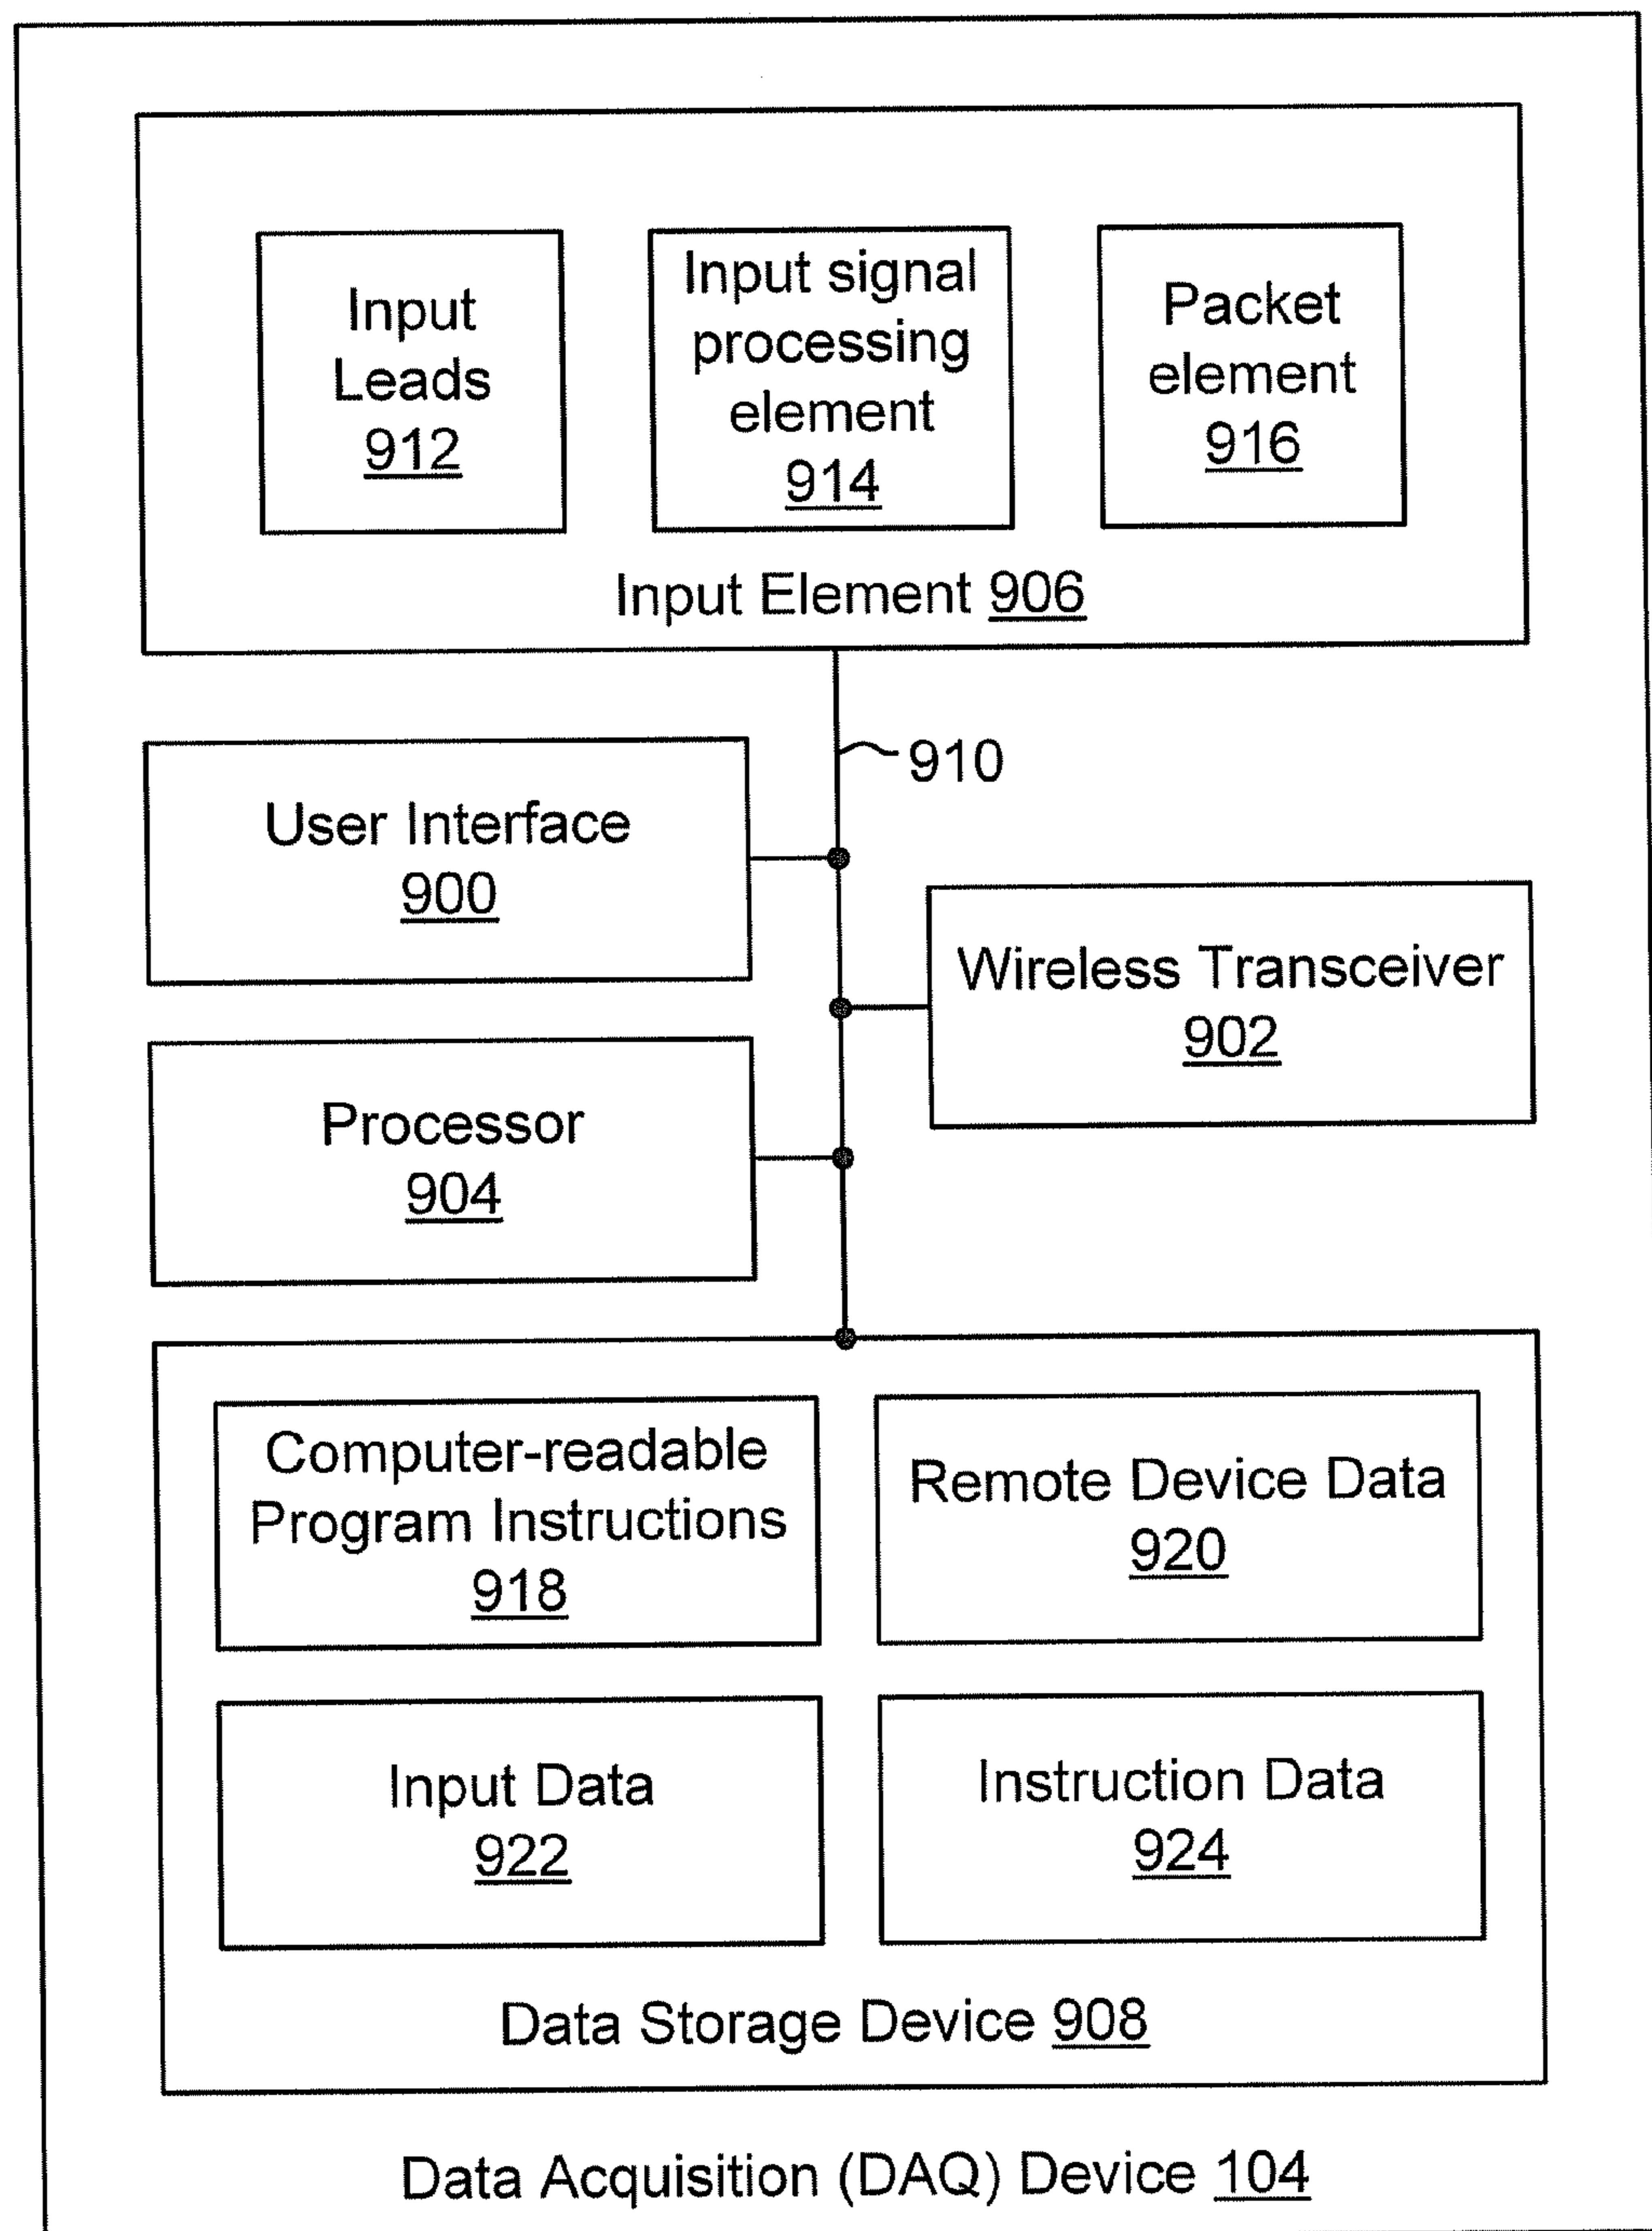 Input
Leads
912
Input signal
processing
element
914
Packet
element
916
Input Element 906
910
User Interface
900
Wireless Transceiver
902
Processor
904
Computer-readable
Program Instructions
918
Remote Device Data
920
Input Data
922
Instruction Data
924
Data Storage Device 908
Data Acquisition (DAQ) Device 104